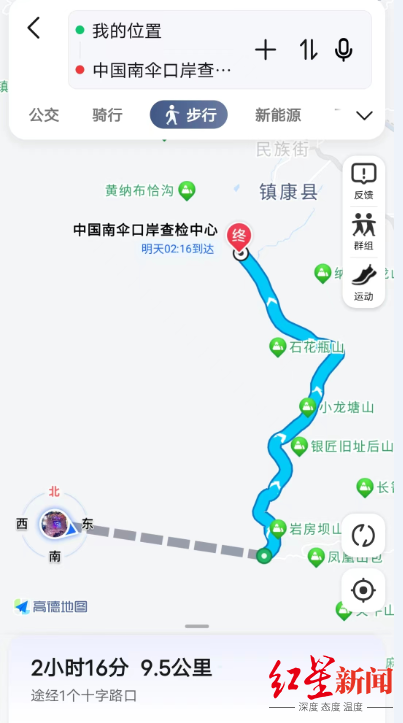 我的位置
中国南伞口岸查…
公交 骑行 步行 新能源
民族街
镇康县
黄纳布恰沟
反馈
群组
运动
中国南伞口岸查检中心
明天02:16到达
终
石花瓶山
小龙塘山
银匠旧址后山
岩房坝山
凤凰山包
北
西 东
南
高德地图
2小时16分 9.5公里
途经1个十字路口
红星新闻
深度 态度 温度